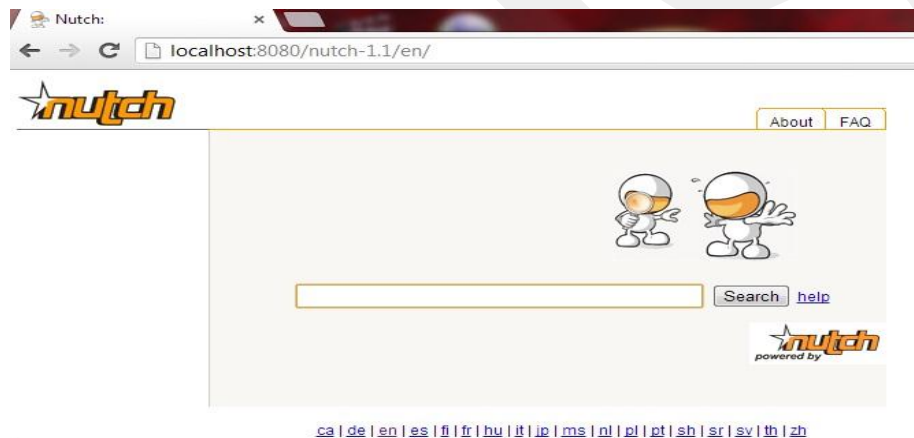 Nutch:
localhost:8080/nutch-1.1/en/
nutch
About FAQ
Search help
nutch
powered by
ca | de | en | es | fi | fr | hu | it | jp | ms | nl | pl | pt | sh | sr | sv | th | zh